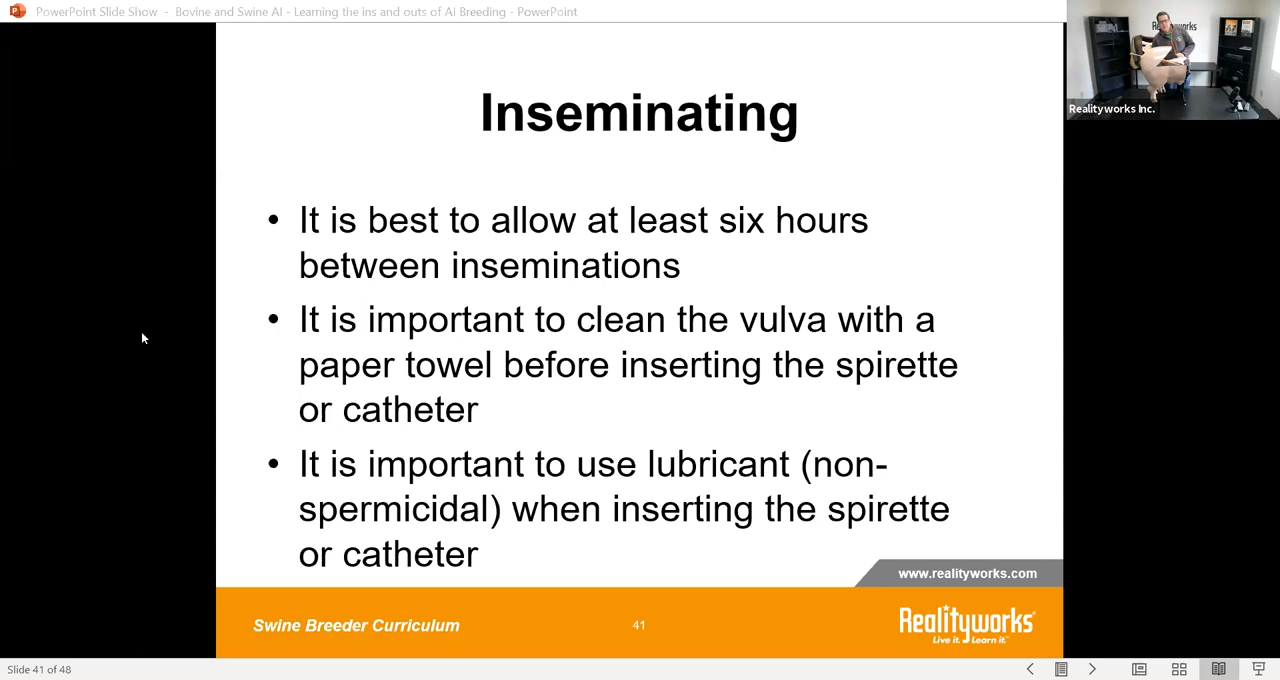 PowerPoint Slide Show - Bovine and Swine AI - Learning the ins and outs of AI Breeding - PowerPoint
Realityworks
Realityworks Inc.
Inseminating
• It is best to allow at least six hours
between inseminations
• It is important to clean the vulva with a
paper towel before inserting the spirette
or catheter
• It is important to use lubricant (non-
spermicidal) when inserting the spirette
or catheter
www.realityworks.com
Swine Breeder Curriculum
41
Realityworks
Live it. Learn it.™
Slide 41 of 48